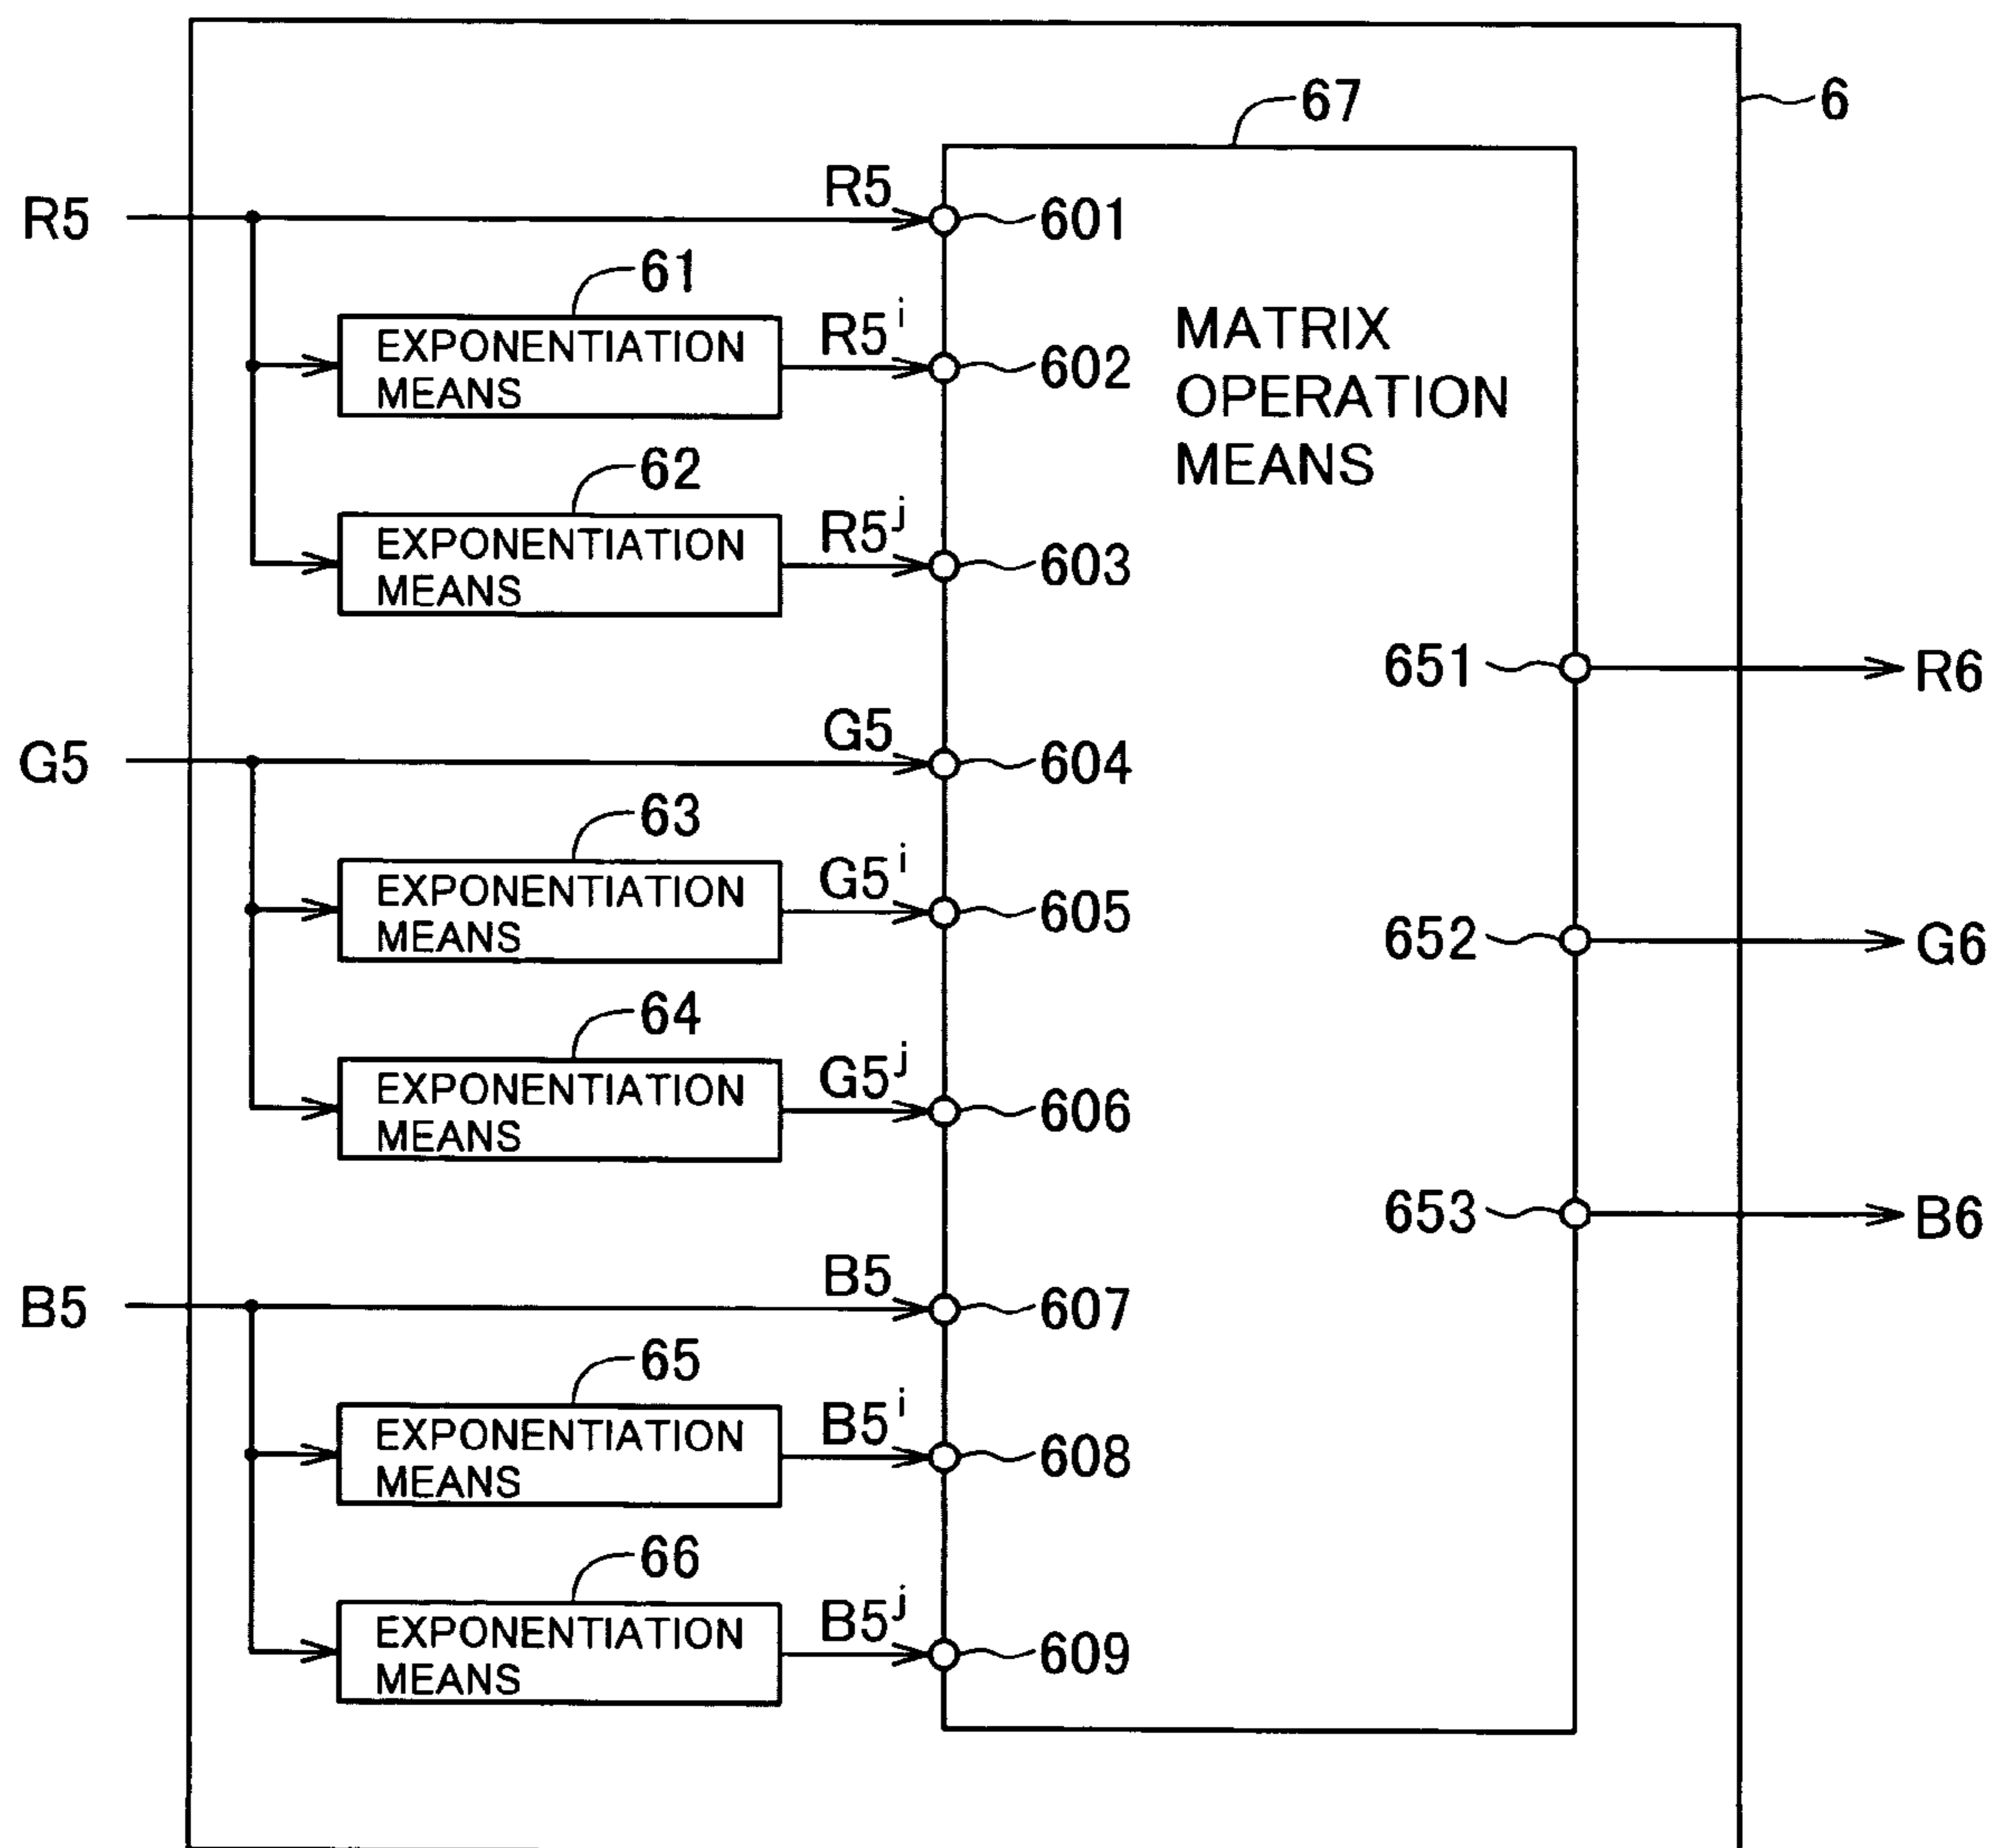 6
67
R5
R5
601
61
EXPONENTIATION
MEANS
R5^i
602
MATRIX
OPERATION
MEANS
62
EXPONENTIATION
MEANS
R5^j
603
651
R6
G5
G5
604
63
EXPONENTIATION
MEANS
G5^i
605
652
G6
64
EXPONENTIATION
MEANS
G5^j
606
653
B6
B5
B5
607
65
EXPONENTIATION
MEANS
B5^i
608
66
EXPONENTIATION
MEANS
B5^j
609